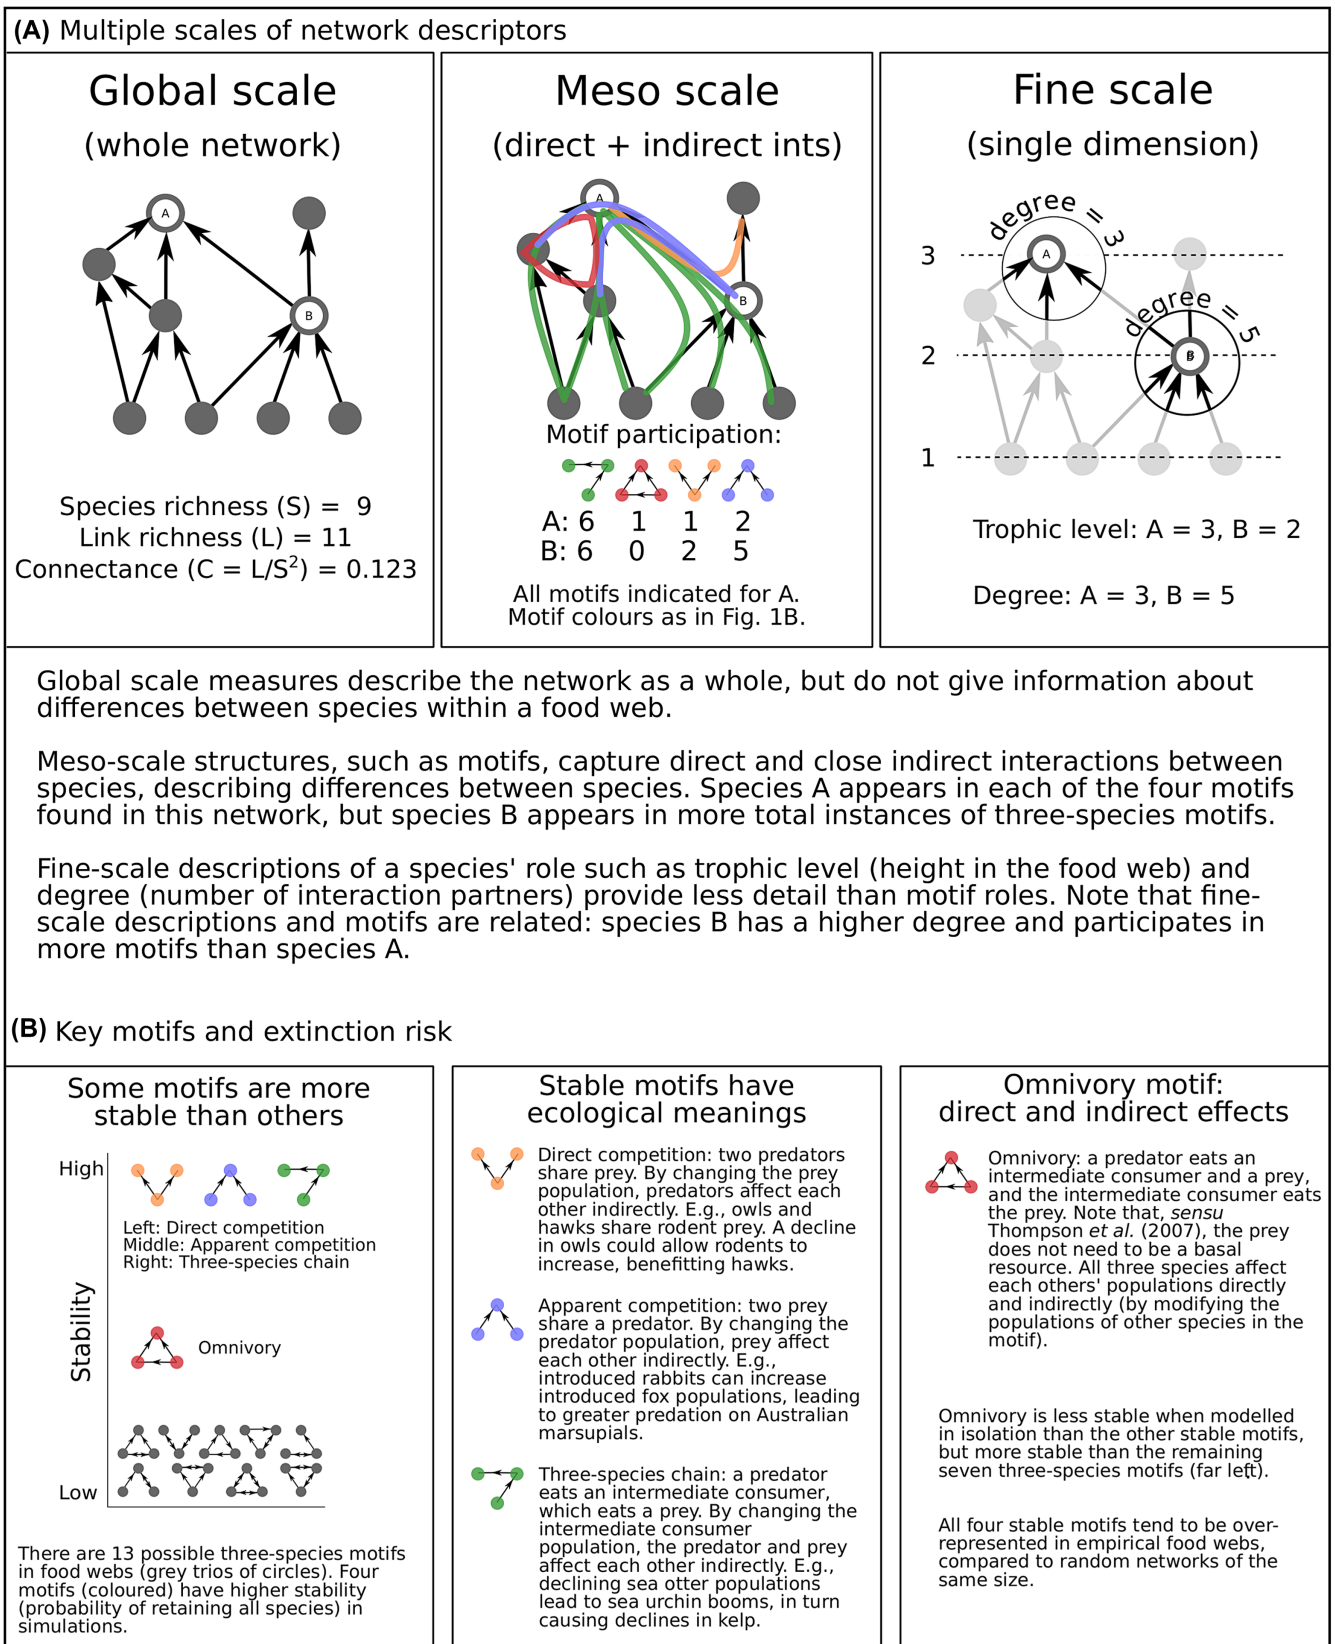 (A) Multiple scales of network descriptors
Global scale
(whole network)
A
B
Species richness (S) = 9
Link richness (L) = 11
Connectance (C = L/S²) = 0.123
Meso scale
(direct + indirect ints)
A
B
Motif participation:
A: 6 1 1 2
B: 6 0 2 5
All motifs indicated for A.
Motif colours as in Fig. 1B.
Fine scale
(single dimension)
degree = 3
3
A
degree = 5
2
B
1
Trophic level: A = 3, B = 2
Degree: A = 3, B = 5
Global scale measures describe the network as a whole, but do not give information about
differences between species within a food web.
Meso-scale structures, such as motifs, capture direct and close indirect interactions between
species, describing differences between species. Species A appears in each of the four motifs
found in this network, but species B appears in more total instances of three-species motifs.
Fine-scale descriptions of a species' role such as trophic level (height in the food web) and
degree (number of interaction partners) provide less detail than motif roles. Note that fine-
scale descriptions and motifs are related: species B has a higher degree and participates in
more motifs than species A.
(B) Key motifs and extinction risk
Some motifs are more
stable than others
High
Left: Direct competition
Middle: Apparent competition
Right: Three-species chain
Stability
Omnivory
Low
There are 13 possible three-species motifs
in food webs (grey trios of circles). Four
motifs (coloured) have higher stability
(probability of retaining all species) in
simulations.
Stable motifs have
ecological meanings
Direct competition: two predators
share prey. By changing the prey
population, predators affect each
other indirectly. E.g., owls and
hawks share rodent prey. A decline
in owls could allow rodents to
increase, benefitting hawks.
Apparent competition: two prey
share a predator. By changing the
predator population, prey affect
each other indirectly. E.g.,
introduced rabbits can increase
introduced fox populations, leading
to greater predation on Australian
marsupials.
Three-species chain: a predator
eats an intermediate consumer,
which eats a prey. By changing the
intermediate consumer
population, the predator and prey
affect each other indirectly. E.g.,
declining sea otter populations
lead to sea urchin booms, in turn
causing declines in kelp.
Omnivory motif:
direct and indirect effects
Omnivory: a predator eats an
intermediate consumer and a prey,
and the intermediate consumer eats
the prey. Note that, sensu
Thompson et al. (2007), the prey
does not need to be a basal
resource. All three species affect
each others' populations directly
and indirectly (by modifying the
populations of other species in the
motif).
Omnivory is less stable when modelled
in isolation than the other stable motifs,
but more stable than the remaining
seven three-species motifs (far left).
All four stable motifs tend to be over-
represented in empirical food webs,
compared to random networks of the
same size.